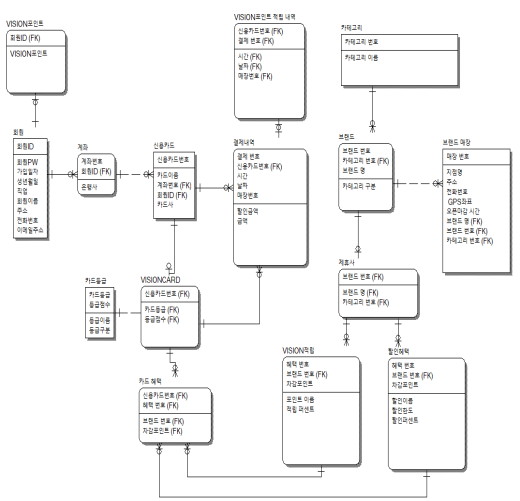 VISION포인트
회원ID (FK)
VISION포인트
VISION포인트 적립 내역
신용카드번호 (FK)
결제 번호 (FK)
시간 (FK)
날짜 (FK)
매장번호 (FK)
카테고리
카테고리 번호
카테고리 이름
회원
회원ID
회원PW
가입일자
생년월일
직업
회원이름
주소
전화번호
이메일주소
계좌
계좌번호
회원ID (FK)
은행사
신용카드
신용카드번호
카드이름
계좌번호 (FK)
회원ID (FK)
카드사
결제내역
결제 번호
신용카드번호 (FK)
시간
날짜
매장번호
할인금액
금액
브랜드
브랜드 번호
카테고리 번호 (FK)
브랜드 명
카테고리 구분
브랜드 매장
매장 번호
지점명
주소
전화번호
GPS좌표
오픈마감 시간
브랜드 명 (FK)
브랜드 번호 (FK)
카테고리 번호 (FK)
카드등급
카드등급
등급점수
등급이름
등급구분
VISIONCARD
신용카드번호 (FK)
카드등급 (FK)
등급점수 (FK)
제휴사
브랜드 번호 (FK)
브랜드 명 (FK)
카테고리 번호 (FK)
카드 혜택
신용카드번호 (FK)
혜택 번호 (FK)
브랜드 번호 (FK)
차감포인트 (FK)
VISION적립
혜택 번호
브랜드 번호 (FK)
차감포인트
포인트 이름
적립 퍼센트
할인혜택
혜택 번호
브랜드 번호 (FK)
차감포인트
할인이름
할인한도
할인퍼센트